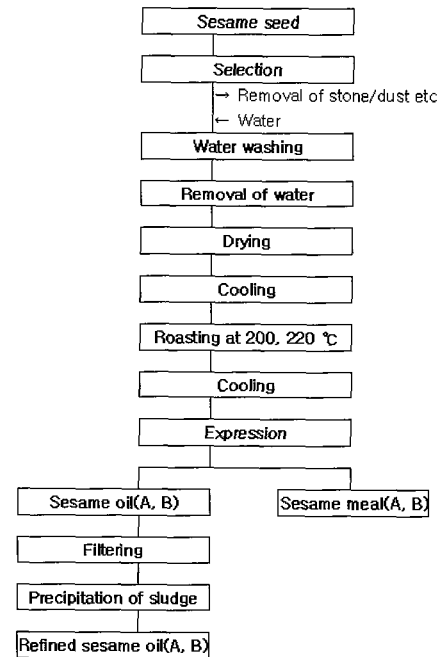 Sesame seed
Selection
→ Removal of stone/dust etc
← Water
Water washing
Removal of water
Drying
Cooling
Roasting at 200, 220 ℃
Cooling
Expression
Sesame oil(A, B)
Sesame meal(A, B)
Filtering
Precipitation of sludge
Refined sesame oil(A, B)